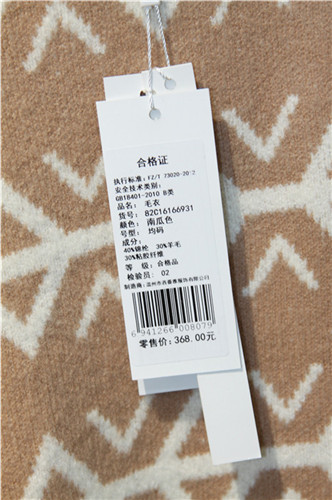 合格证
执行标准: FZ/T 73020-2012
安全技术类别:
GB18401-2010 B类
品名: 毛衣
货号: 82C16166931
颜色: 南瓜色
号型: 均码
成分:
40%锦纶 30%羊毛
30%粘胶纤维
等 级: 合格品
检验员: 02
6 941266 008079
零售价: 368.00元